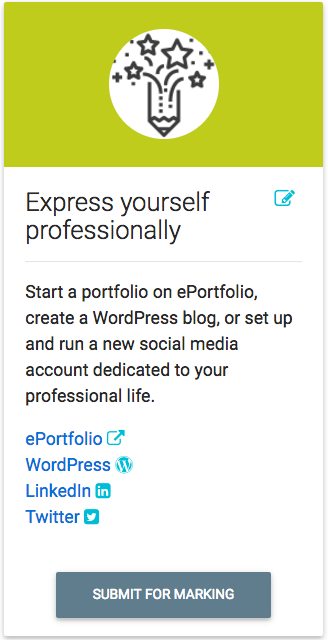 Express yourself
professionally
Start a portfolio on ePortfolio,
create a WordPress blog, or set up
and run a new social media
account dedicated to your
professional life.
ePortfolio
WordPress
LinkedIn
Twitter
SUBMIT FOR MARKING